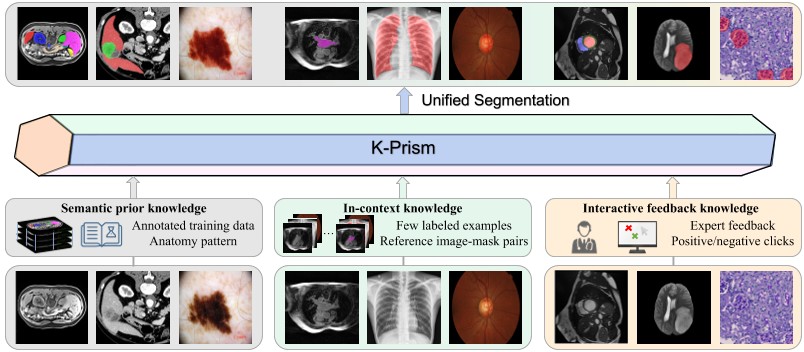 Unified Segmentation
K-Prism
Semantic prior knowledge
Annotated training data
Anatomy pattern
In-context knowledge
...
Few labeled examples
Reference image-mask pairs
Interactive feedback knowledge
Expert feedback
Positive/negative clicks